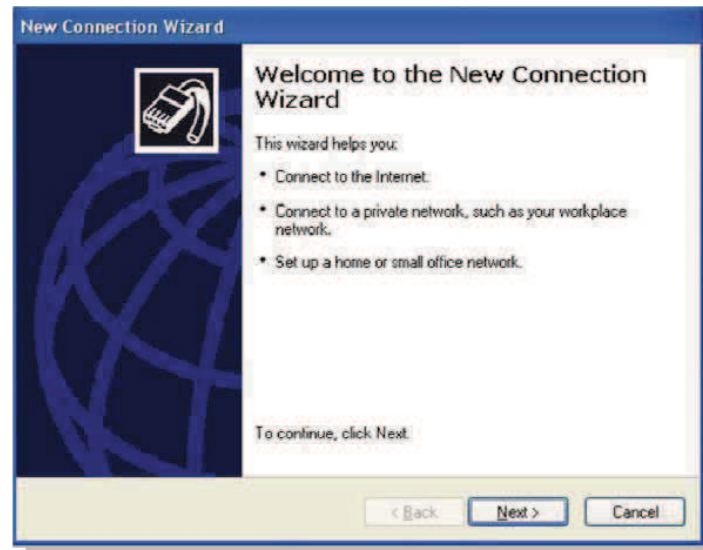 New Connection Wizard
Welcome to the New Connection
Wizard
This wizard helps you:
• Connect to the Internet.
• Connect to a private network, such as your workplace
network.
• Set up a home or small office network.
To continue, click Next.
< Back
Next >
Cancel